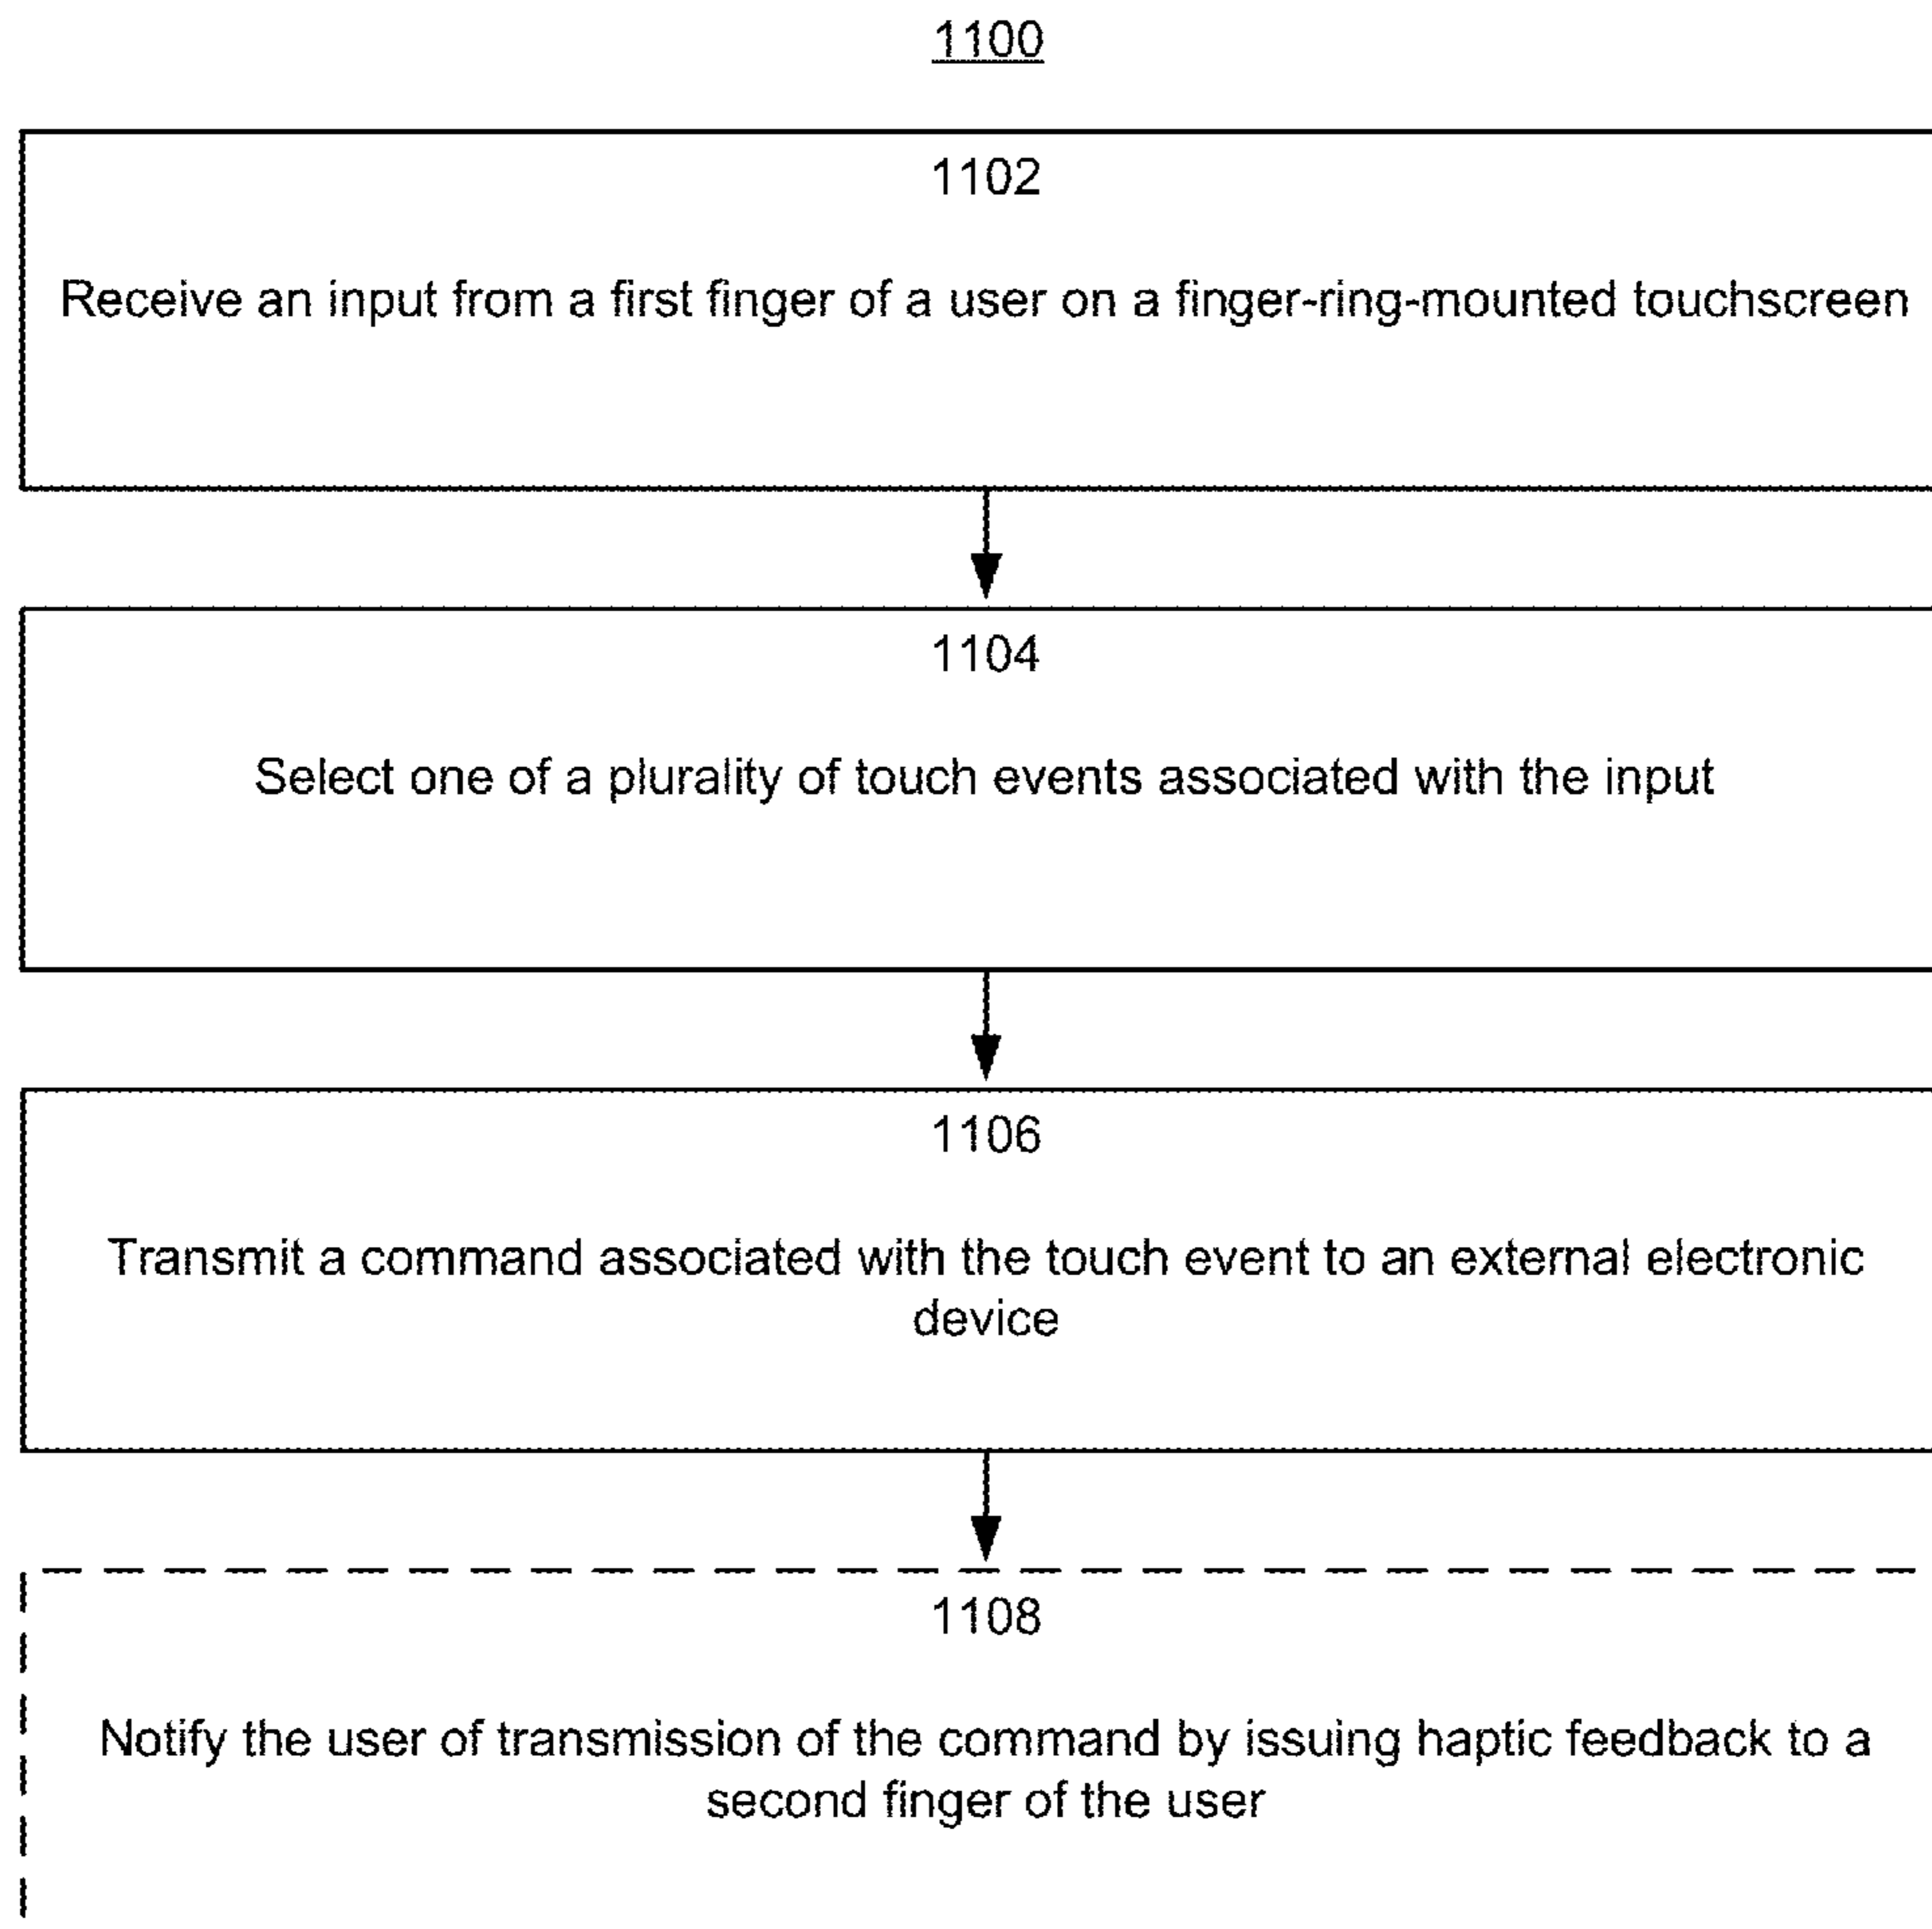 1100
1102
Receive an input from a first finger of a user on a finger-ring-mounted touchscreen
1104
Select one of a plurality of touch events associated with the input
1106
Transmit a command associated with the touch event to an external electronic
device
1108
Notify the user of transmission of the command by issuing haptic feedback to a
second finger of the user